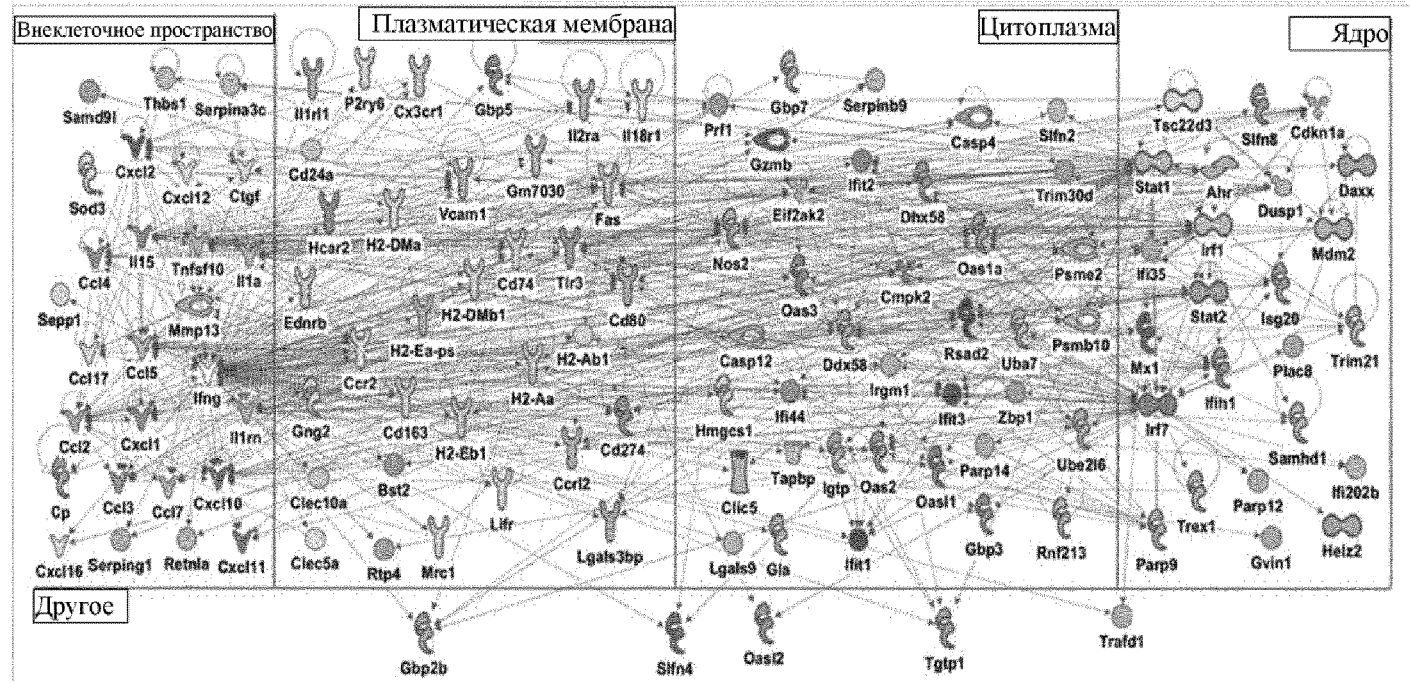 Внеклеточное пространство
Плазматическая мембрана
Цитоплазма
Ядро
Samd9l
Thbs1
Serpina3c
Il1rl1
P2ry6
Cx3cr1
Gbp5
Il2ra
Il18r1
Prf1
Gbp7
Serpinb9
Casp4
Slfn2
Tsc22d3
Slfn8
Cdkn1a
Cxcl2
Cxcl12
Ctgf
Cd24a
Gm7030
Gzmb
Ifit2
Trim30d
Stat1
Ahr
Daxx
Sod3
Vcam1
Fas
Eif2ak2
Dhx58
Dusp1
Hcar2
H2-DMa
Ccl4
Il15
Tnfsf10
Il1a
Cd74
Tlr3
Nos2
Oas1a
Psme2
Ifi35
Irf1
Mdm2
Sepp1
Mmp13
Ednrb
H2-DMb1
Cd80
Oas3
Cmpk2
Stat2
Isg20
Ccl17
Ccl5
H2-Ea-ps
H2-Ab1
Casp12
Ddx58
Rsad2
Uba7
Psmb10
Mx1
Plac8
Trim21
Ifng
Ccr2
H2-Aa
Irgm1
Ifih1
Ccl2
Cxcl1
Il1rn
Gng2
Cd163
H2-Eb1
Cd274
Hmgcs1
Ifi44
Ifit3
Zbp1
Irf7
Samhd1
Cp
Ccl3
Ccl7
Cxcl10
Clec10a
Bst2
Lifr
Ccrl2
Clic5
Tapbp
Igtp
Oas2
Oasl1
Parp14
Ube2l6
Trex1
Parp12
Ifi202b
Cxcl16
Serping1
Retnla
Cxcl11
Clec5a
Rtp4
Mrc1
Lgals3bp
Lgals9
Gla
Ifit1
Gbp3
Rnf213
Parp9
Gvin1
Helz2
Другое
Gbp2b
Slfn4
Oasl2
Tgtp1
Trafd1